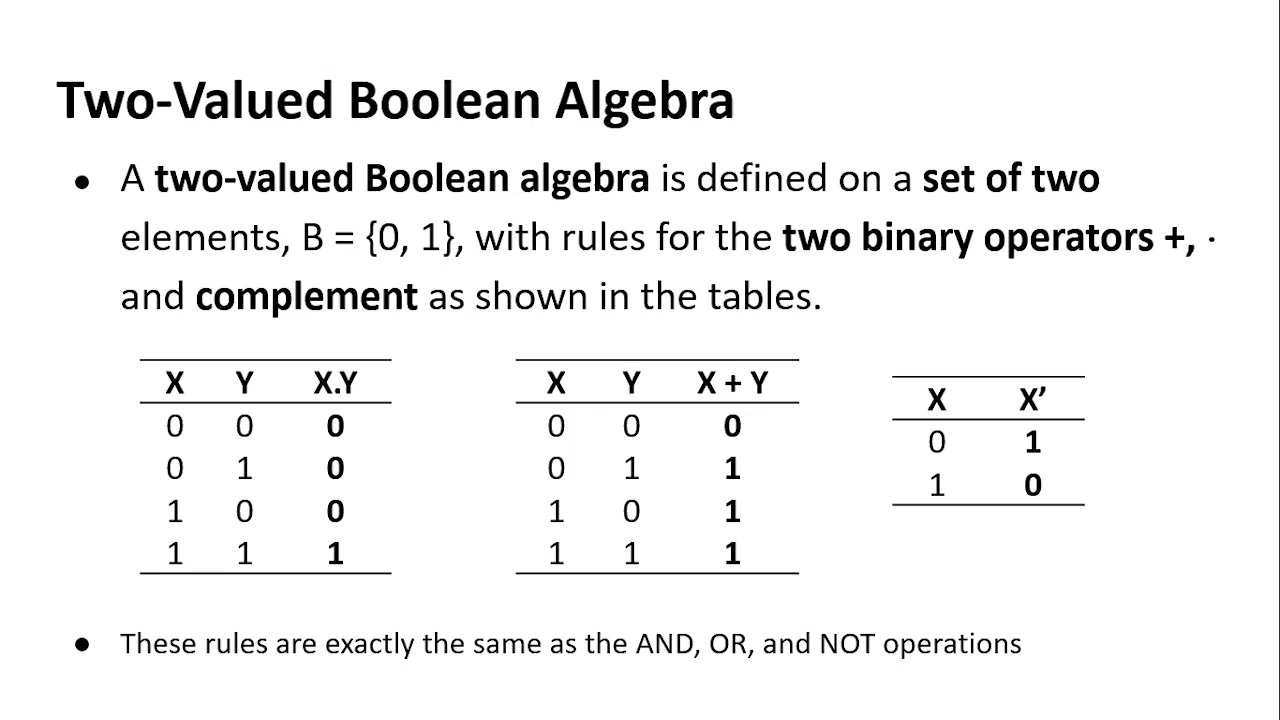 Two-Valued Boolean Algebra
● A two-valued Boolean algebra is defined on a set of two
elements, B = {0, 1}, with rules for the two binary operators +, ·
and complement as shown in the tables.
X Y X.Y
0 0 0
0 1 0
1 0 0
1 1 1
X Y X + Y
0 0 0
0 1 1
1 0 1
1 1 1
X X’
0 1
1 0
● These rules are exactly the same as the AND, OR, and NOT operations